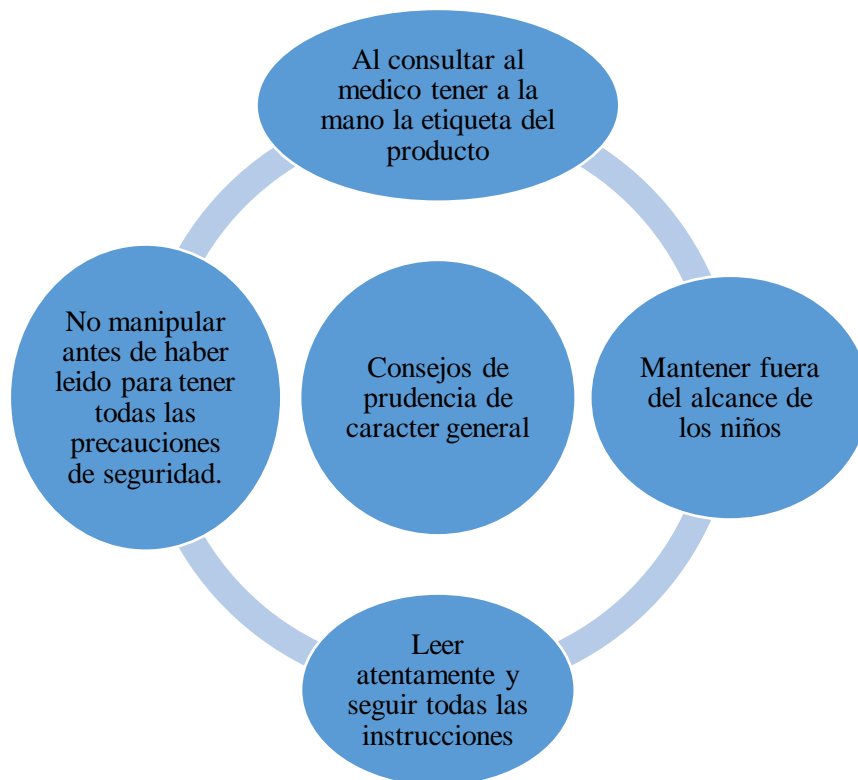 Al consultar al
medico tener a la
mano la etiqueta del
producto
No manipular
antes de haber
leido para tener
todas las
precauciones
de seguridad.
Consejos de
prudencia de
caracter general
Mantener fuera
del alcance de
los niños
Leer
atentamente y
seguir todas las
instrucciones